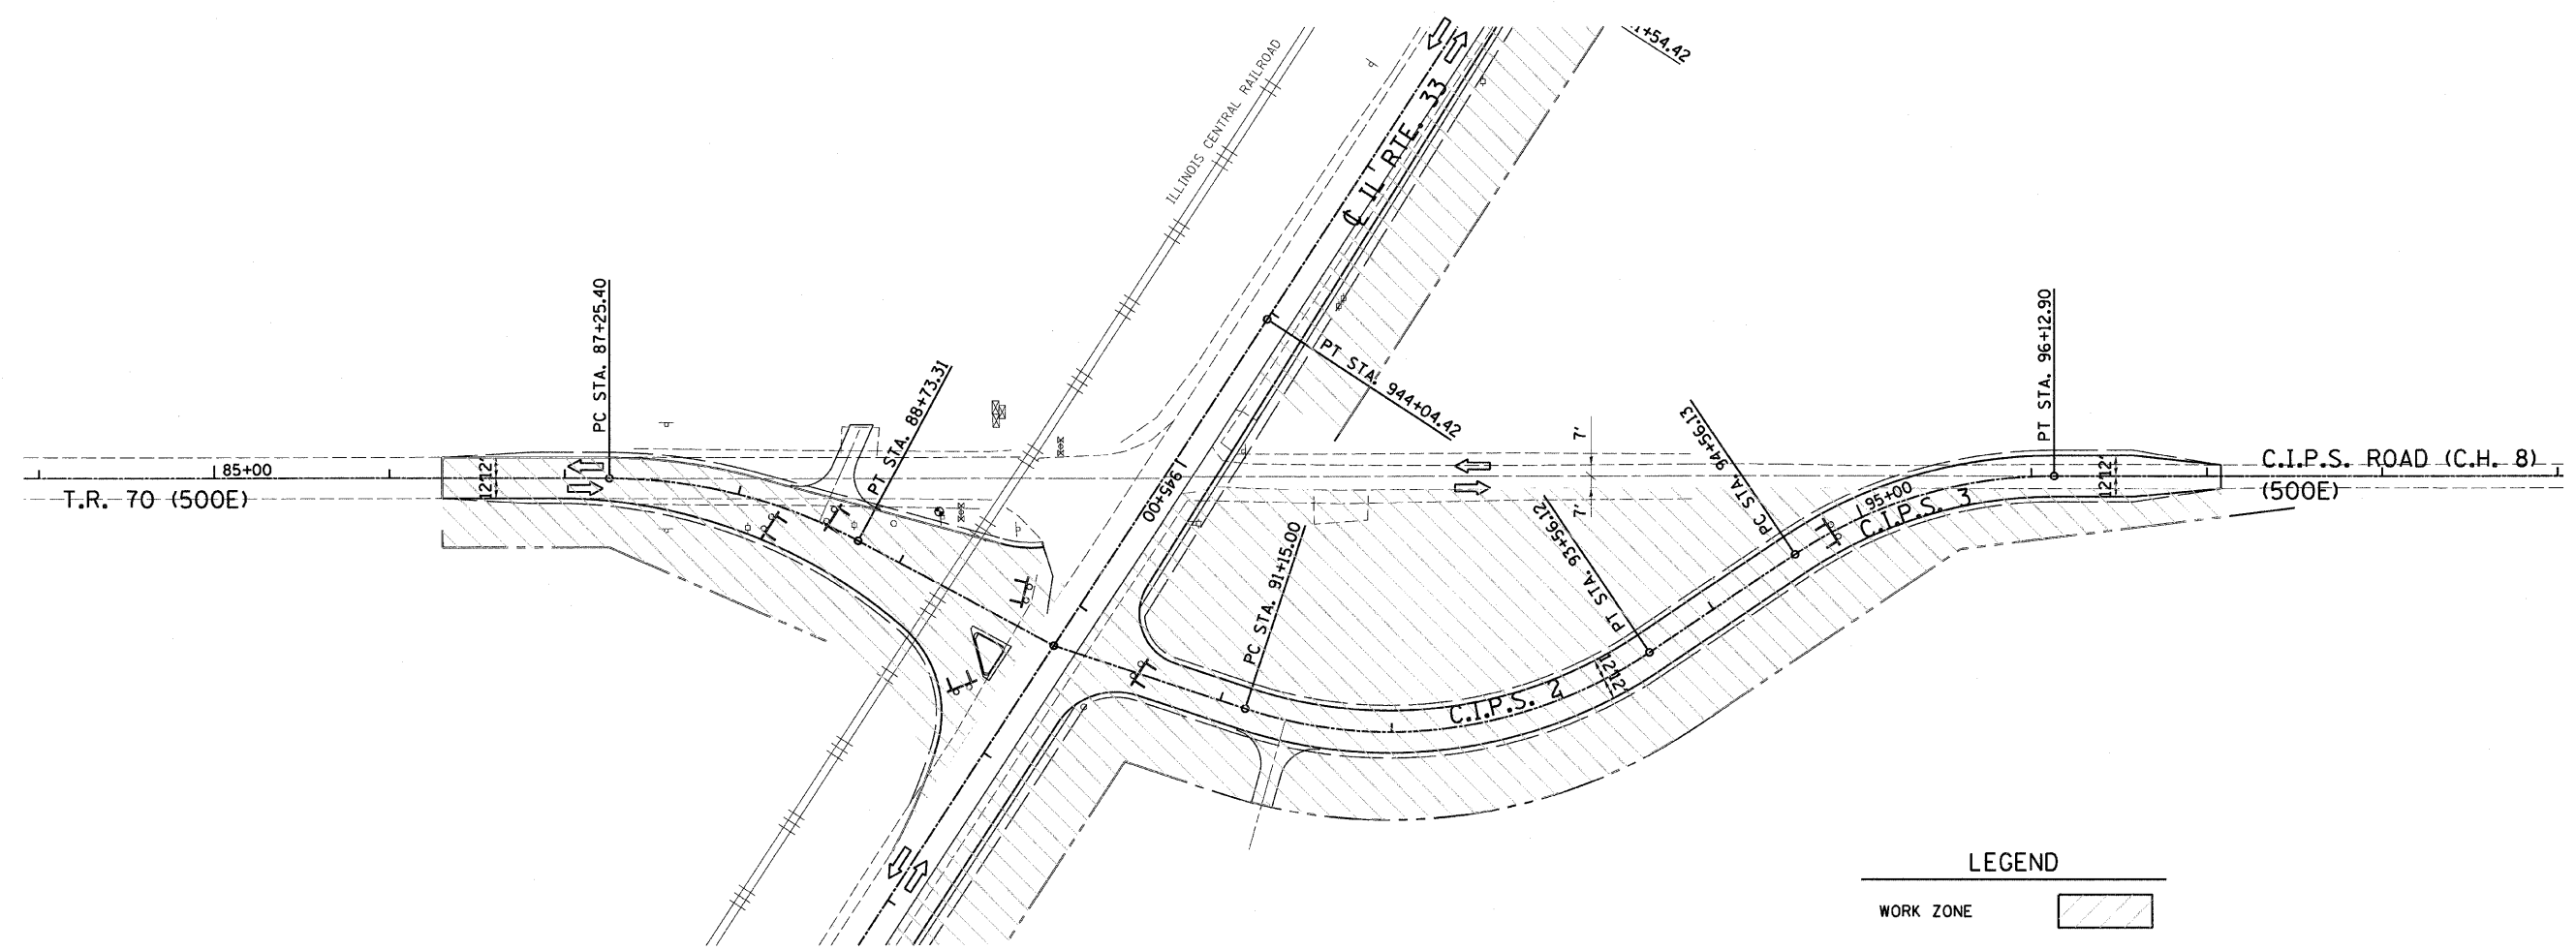 1+54.42
ILLINOIS CENTRAL RAILROAD
℄ IL RTE. 33
PC STA. 87+25.40
PT STA. 88+73.31
PT STA. 944+04.42
PC STA. 94+56.13
PT STA. 96+12.90
85+00
T.R. 70 (500E)
12'
12'
945+00
7'
7'
PC STA. 91+15.00
PT STA. 93+56.12
95+00
C.I.P.S. 3
12'
12'
C.I.P.S. ROAD (C.H. 8)
(500E)
C.I.P.S. 2
12'
12'
LEGEND
WORK ZONE